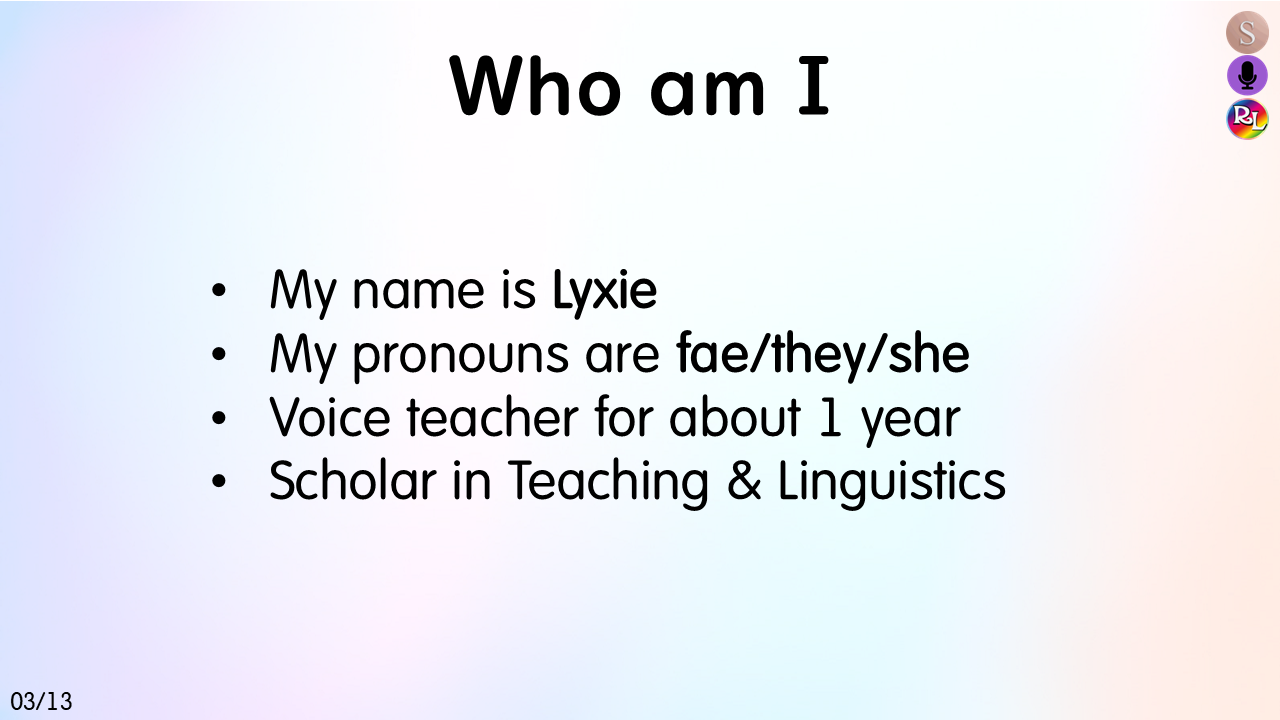 Who am I
S
RL
• My name is Lyxie
• My pronouns are fae/they/she
• Voice teacher for about 1 year
• Scholar in Teaching & Linguistics
03/13